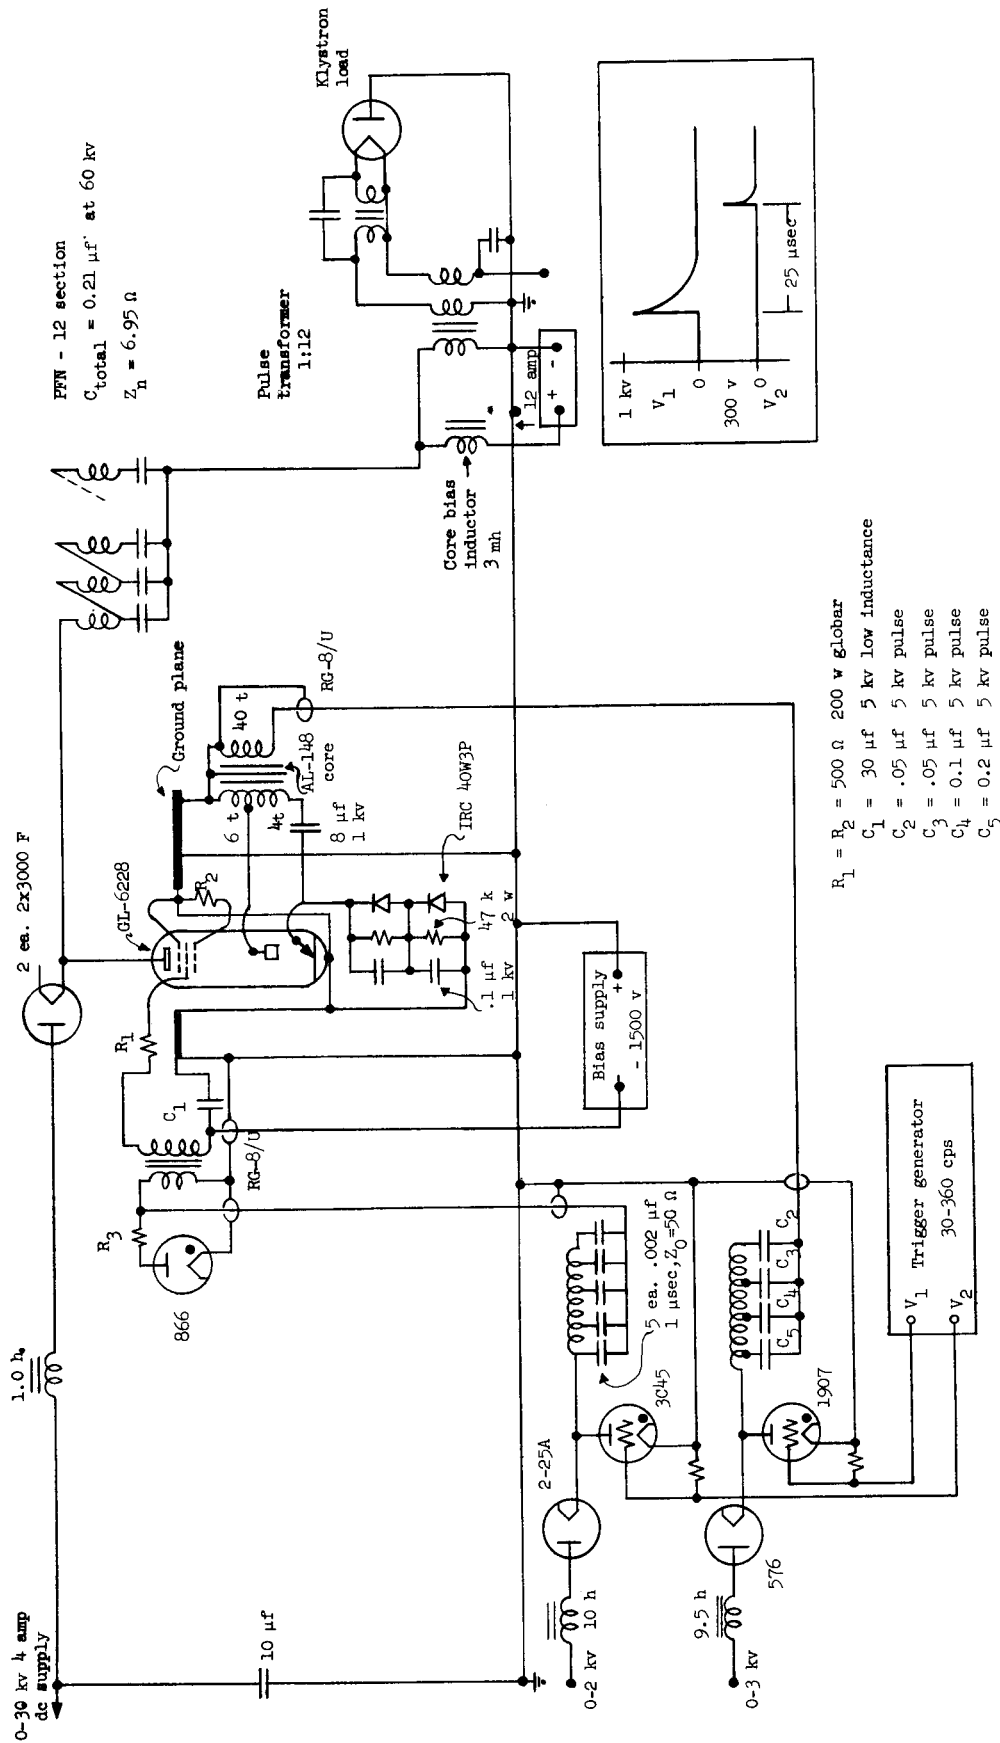 0-30 kv 4 amp
dc supply
1.0 h.
2 ea. 2x3000 F
10 µf
866
R3
R1
C1
RG-8/U
GL-6228
R2
Ground plane
6 t
4t
40 t
AL-148
core
8 µf
1 kv
RG-8/U
IRC 40W3P
47 k
2 w
.1 µf
1 kv
Bias supply
- +
- 1500 v
PFN - 12 section
Ctotal = 0.21 µf at 60 kv
Zn = 6.95 Ω
Pulse
transformer
1:12
Klystron
load
Core bias
inductor
3 mh
12 amp
+ -
1 kv
V1
0
300 v
V2
0
25 µsec
0-2 kv
10 h
2-25A
3C45
5 ea. .002 µf
1 µsec, Z0=50 Ω
0-3 kv
9.5 h
576
1907
C5
C4
C3
C2
V1
V2
Trigger generator
30-360 cps
R1 = R2 = 500 Ω 200 w globar
C1 = 30 µf 5 kv low inductance
C2 = .05 µf 5 kv pulse
C3 = .05 µf 5 kv pulse
C4 = 0.1 µf 5 kv pulse
C5 = 0.2 µf 5 kv pulse